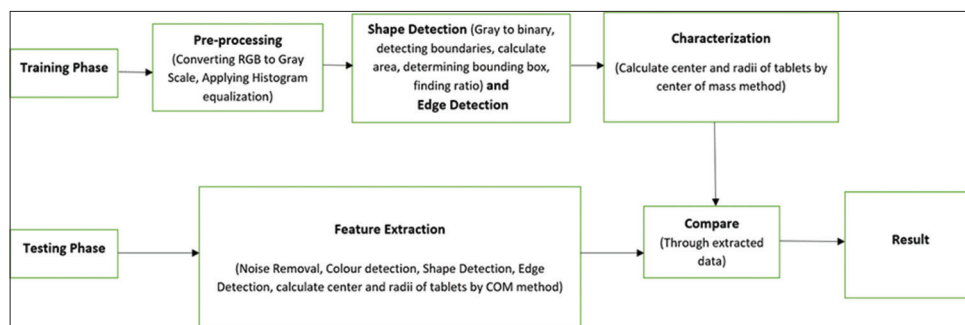 Training Phase
Pre-processing
(Converting RGB to Gray
Scale, Applying Histogram
equalization)
Shape Detection (Gray to binary,
detecting boundaries, calculate
area, determining bounding box,
finding ratio) and
Edge Detection
Characterization
(Calculate center and radii of tablets by
center of mass method)
Testing Phase
Feature Extraction
(Noise Removal, Colour detection, Shape Detection, Edge
Detection, calculate center and radii of tablets by COM method)
Compare
(Through extracted
data)
Result